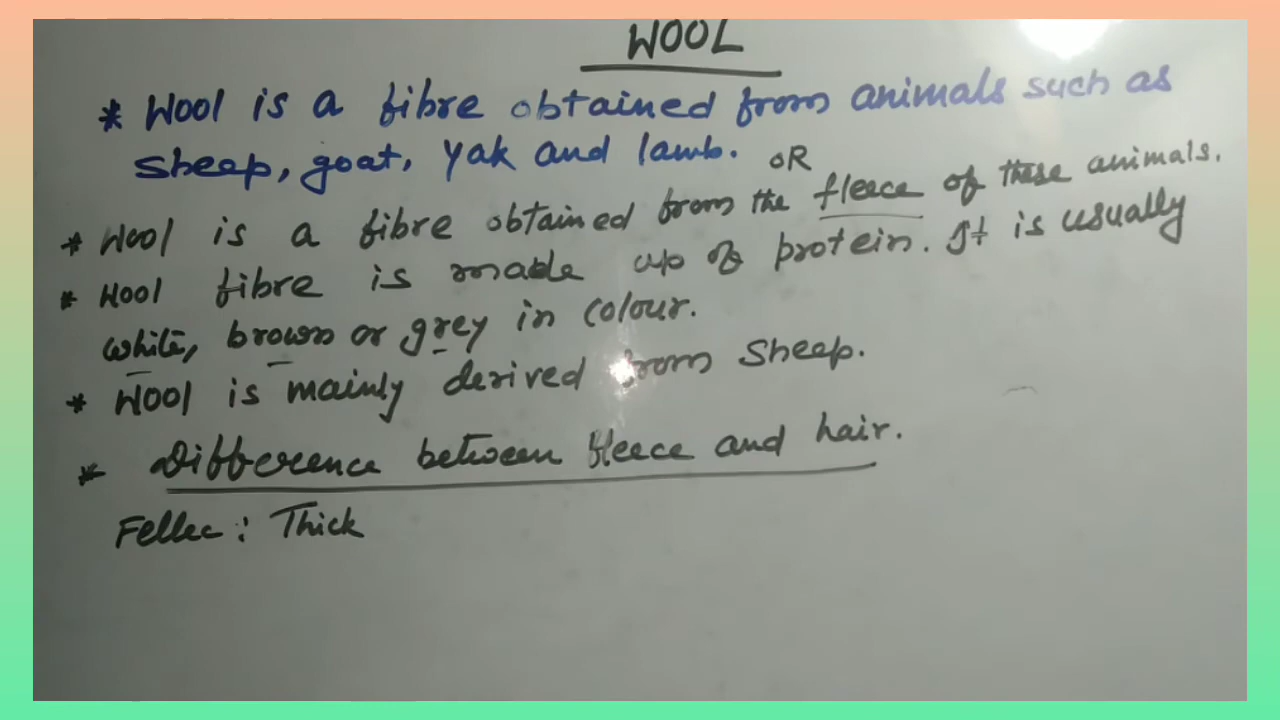 WOOL
* Wool is a fibre obtained from animals such as
sheep, goat, yak and lamb. OR
* Wool is a fibre obtained from the fleece of these animals.
* Wool fibre is made up of protein. It is usually
white, brown or grey in colour.
* Wool is mainly derived from sheep.
* Difference between fleece and hair.
Fellec : Thick